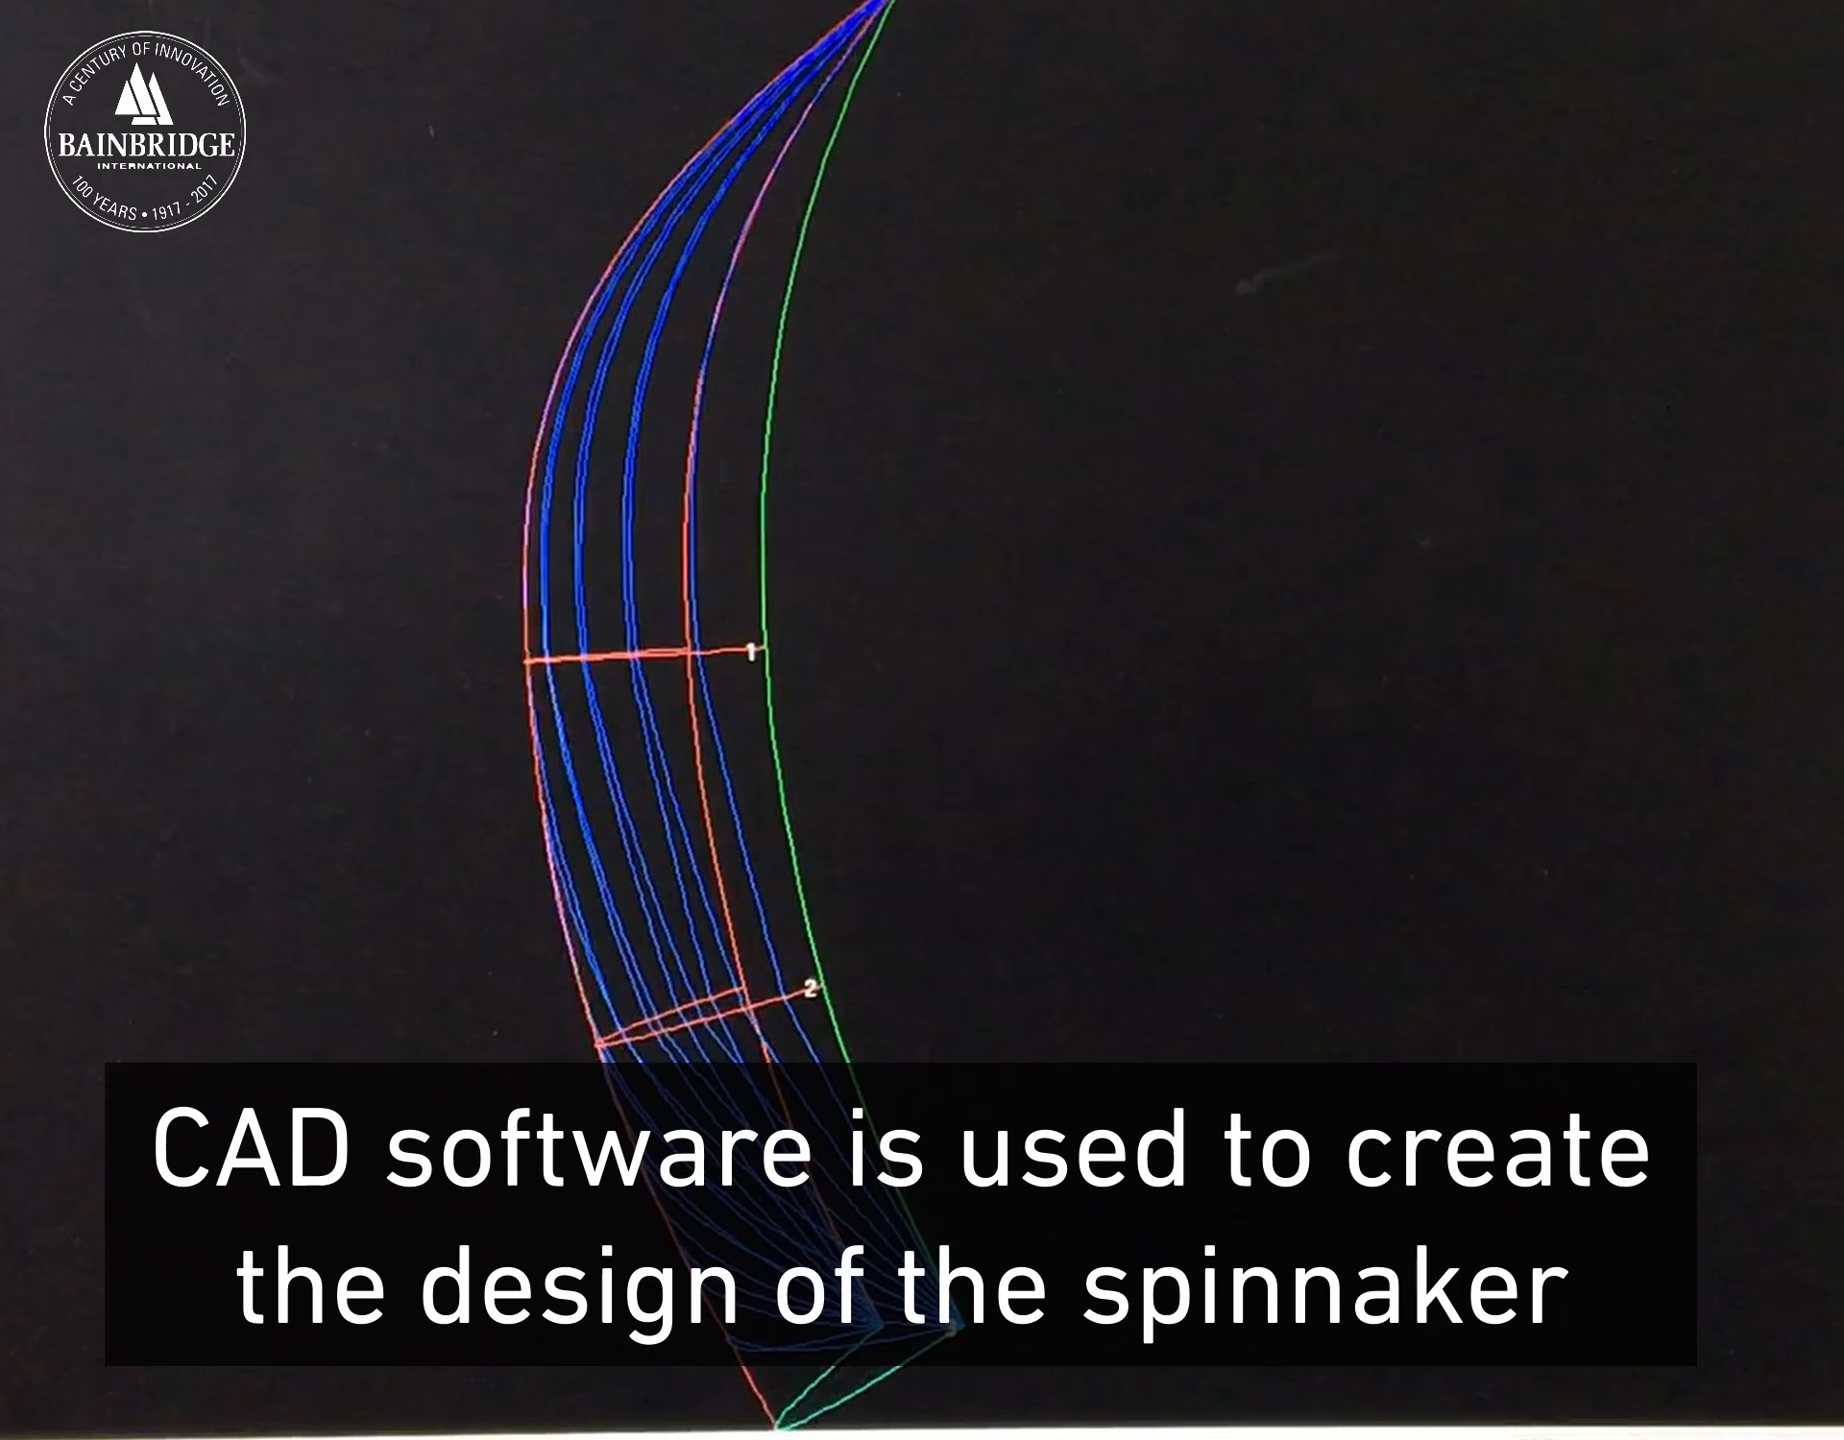 A CENTURY OF INNOVATION
BAINBRIDGE
INTERNATIONAL
100 YEARS • 1917 - 2017
1
2
CAD software is used to create
the design of the spinnaker